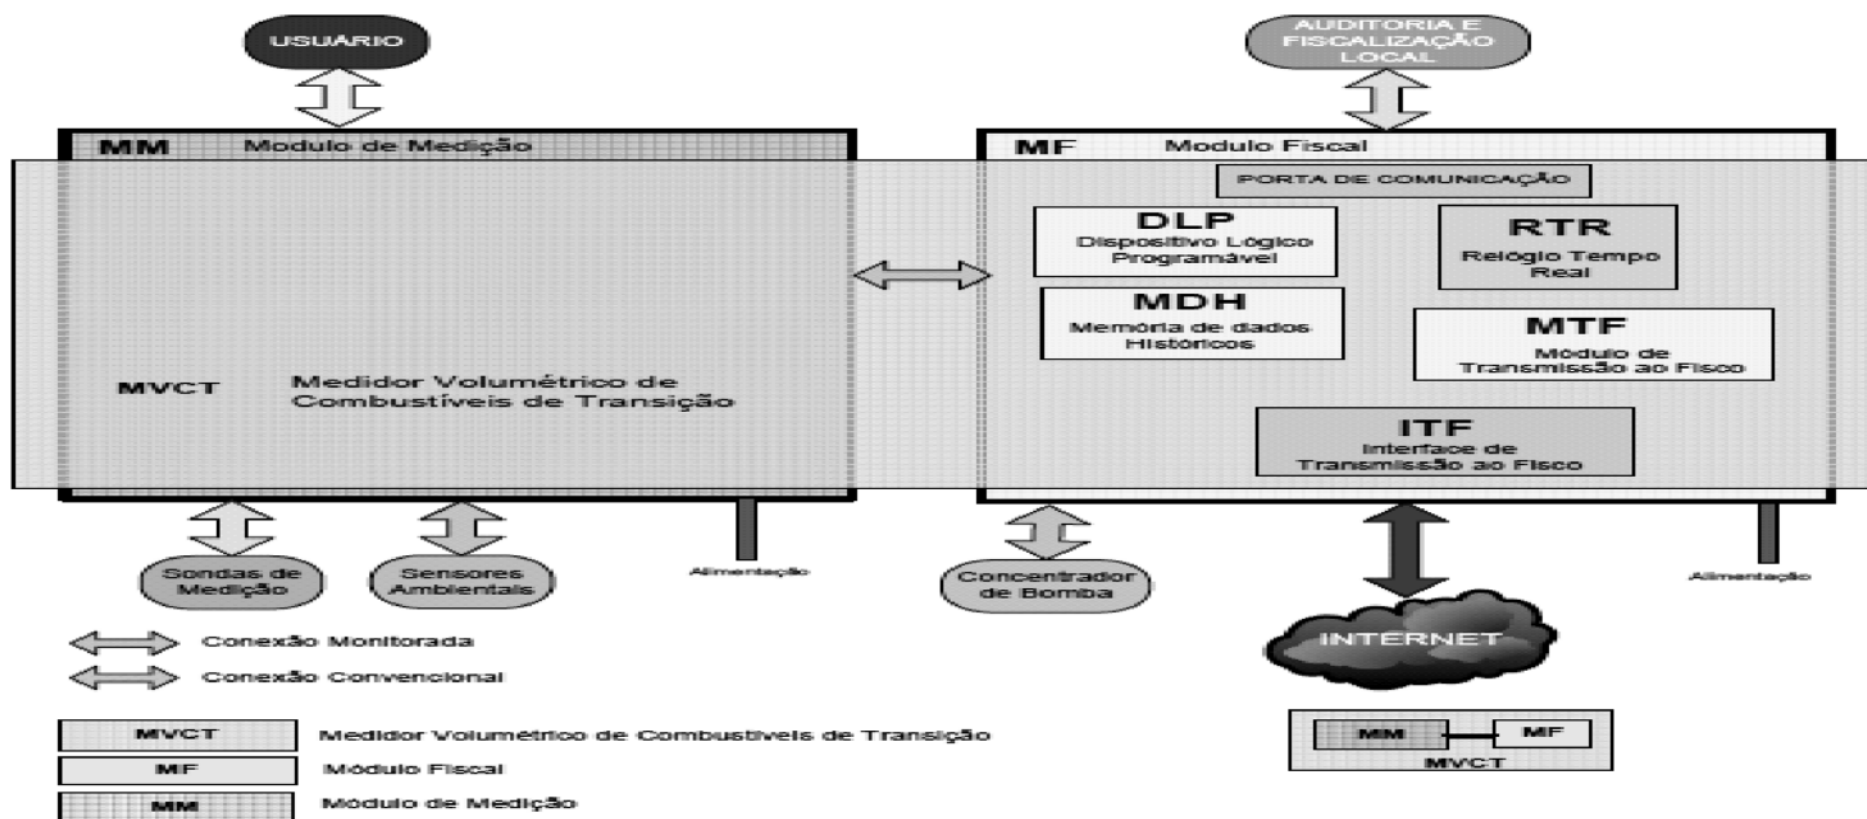 USUÁRIO
AUDITORIA E
FISCALIZAÇÃO
LOCAL
MM Modulo de Medição
MF Modulo Fiscal
PORTA DE COMUNICAÇÃO
DLP
Dispositivo Lógico
Programável
RTR
Relógio Tempo
Real
MDH
Memória de dados
Históricos
MTF
Módulo de
Transmissão ao Fisco
MVCT Medidor Volumétrico de
Combustíveis de Transição
ITF
Interface de
Transmissão ao Fisco
Sondas de
Medição
Sensores
Ambientais
Alimentação
Concentrador
de Bomba
Alimentação
INTERNET
Conexão Monitorada
Conexão Convencional
MVCT Medidor Volumétrico de Combustíveis de Transição
MF Módulo Fiscal
MM Módulo de Medição
MM MF
MVCT